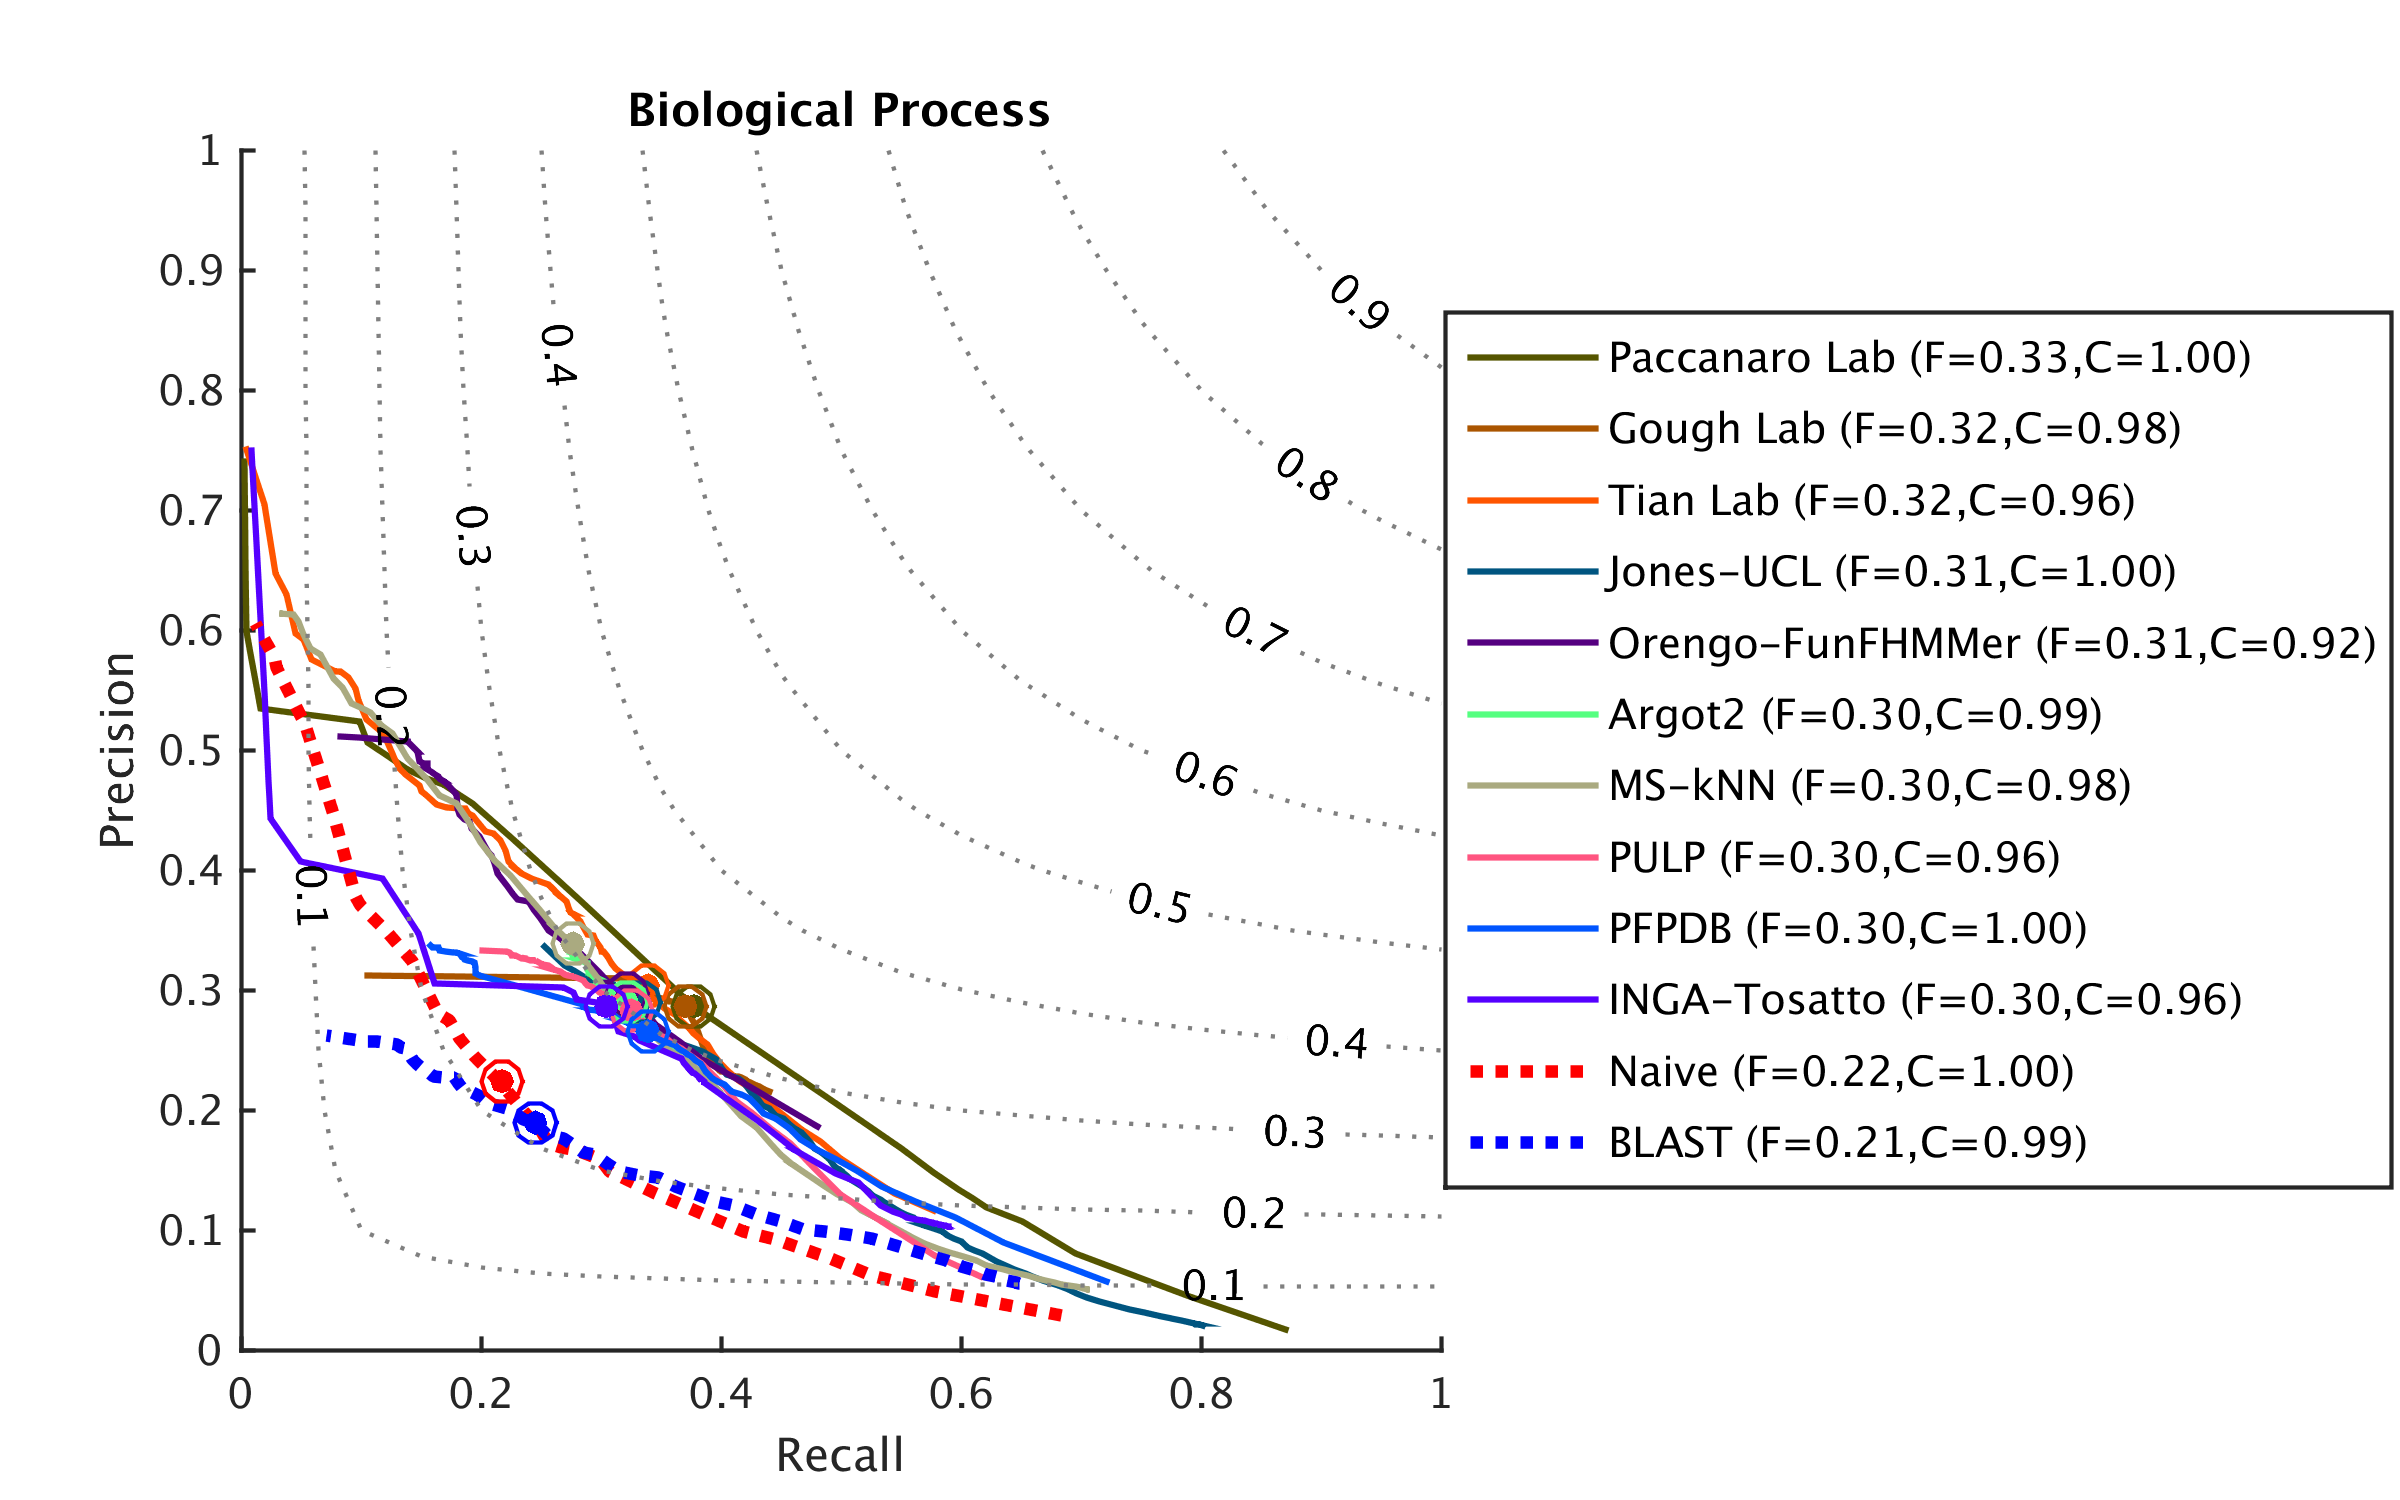 Biological Process
1
0.9
0.8
0.7
0.6
0.5
0.4
0.3
0.2
0.1
0
Precision
0
0.2
0.4
0.6
0.8
1
Recall
0.9
0.8
0.7
0.6
0.5
0.4
0.3
0.2
0.1
0.4
0.3
0.2
0.1
Paccanaro Lab (F=0.33,C=1.00)
Gough Lab (F=0.32,C=0.98)
Tian Lab (F=0.32,C=0.96)
Jones-UCL (F=0.31,C=1.00)
Orengo-FunFHMMer (F=0.31,C=0.92)
Argot2 (F=0.30,C=0.99)
MS-kNN (F=0.30,C=0.98)
PULP (F=0.30,C=0.96)
PFPDB (F=0.30,C=1.00)
INGA-Tosatto (F=0.30,C=0.96)
Naive (F=0.22,C=1.00)
BLAST (F=0.21,C=0.99)